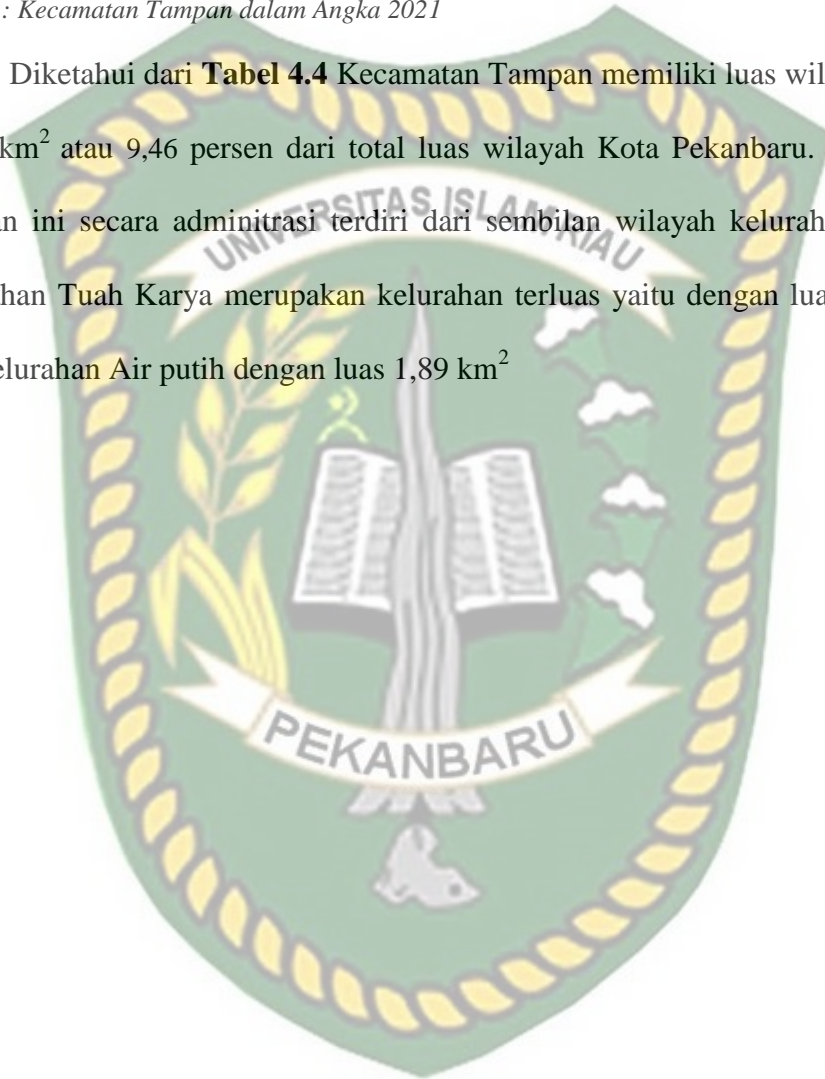 : Kecamatan Tampan dalam Angka 2021
Diketahui dari Tabel 4.4 Kecamatan Tampan memiliki luas wil
km² atau 9,46 persen dari total luas wilayah Kota Pekanbaru.
an ini secara adminitrasi terdiri dari sembilan wilayah kelurah
han Tuah Karya merupakan kelurahan terluas yaitu dengan lua
elurahan Air putih dengan luas 1,89 km²
UNIVERSITAS ISLAM RIAU
PEKANBARU